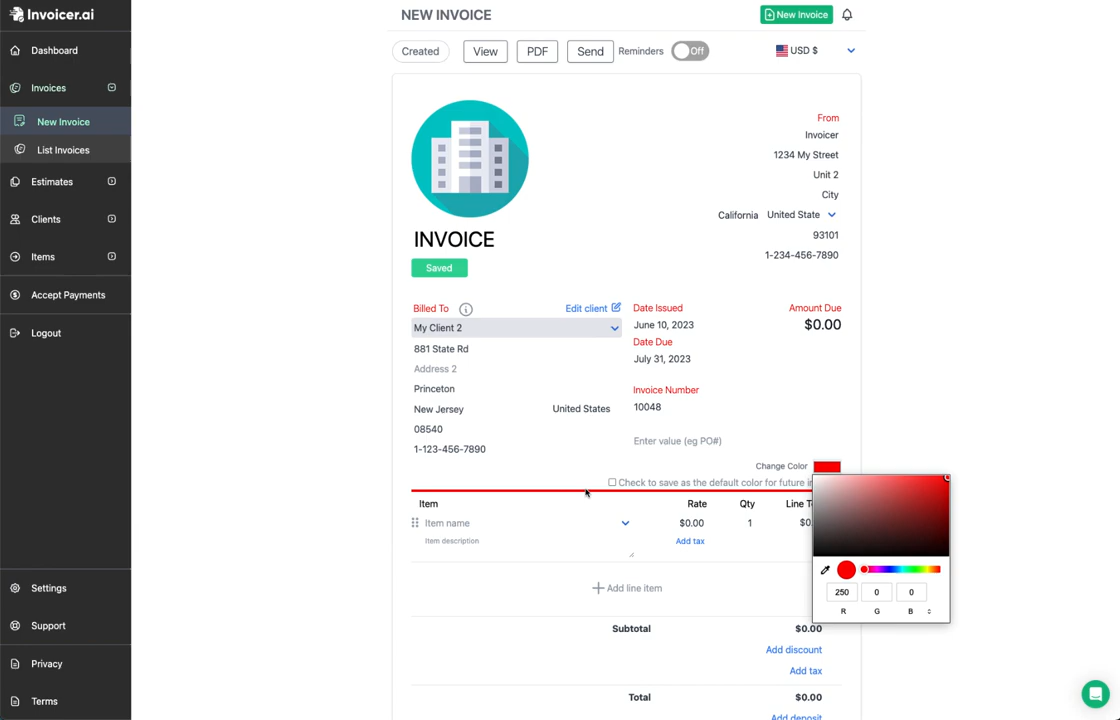 Invoicer.ai
Dashboard
Invoices
New Invoice
List Invoices
Estimates
Clients
Items
Accept Payments
Logout
Settings
Support
Privacy
Terms
NEW INVOICE
New Invoice
Created
View
PDF
Send
Reminders
Off
USD $
From
Invoicer
1234 My Street
Unit 2
City
California United State
93101
1-234-456-7890
INVOICE
Saved
Billed To
Edit client
My Client 2
881 State Rd
Address 2
Princeton
New Jersey United States
08540
1-123-456-7890
Date Issued
June 10, 2023
Date Due
July 31, 2023
Invoice Number
10048
Enter value (eg PO#)
Amount Due
$0.00
Change Color
Check to save as the default color for future
Item Rate Qty Line
Item name $0.00 1
Item description Add tax
Add line item
Subtotal $0.00
Add discount
Add tax
Total $0.00
Add deposit
250 0 0
R G B